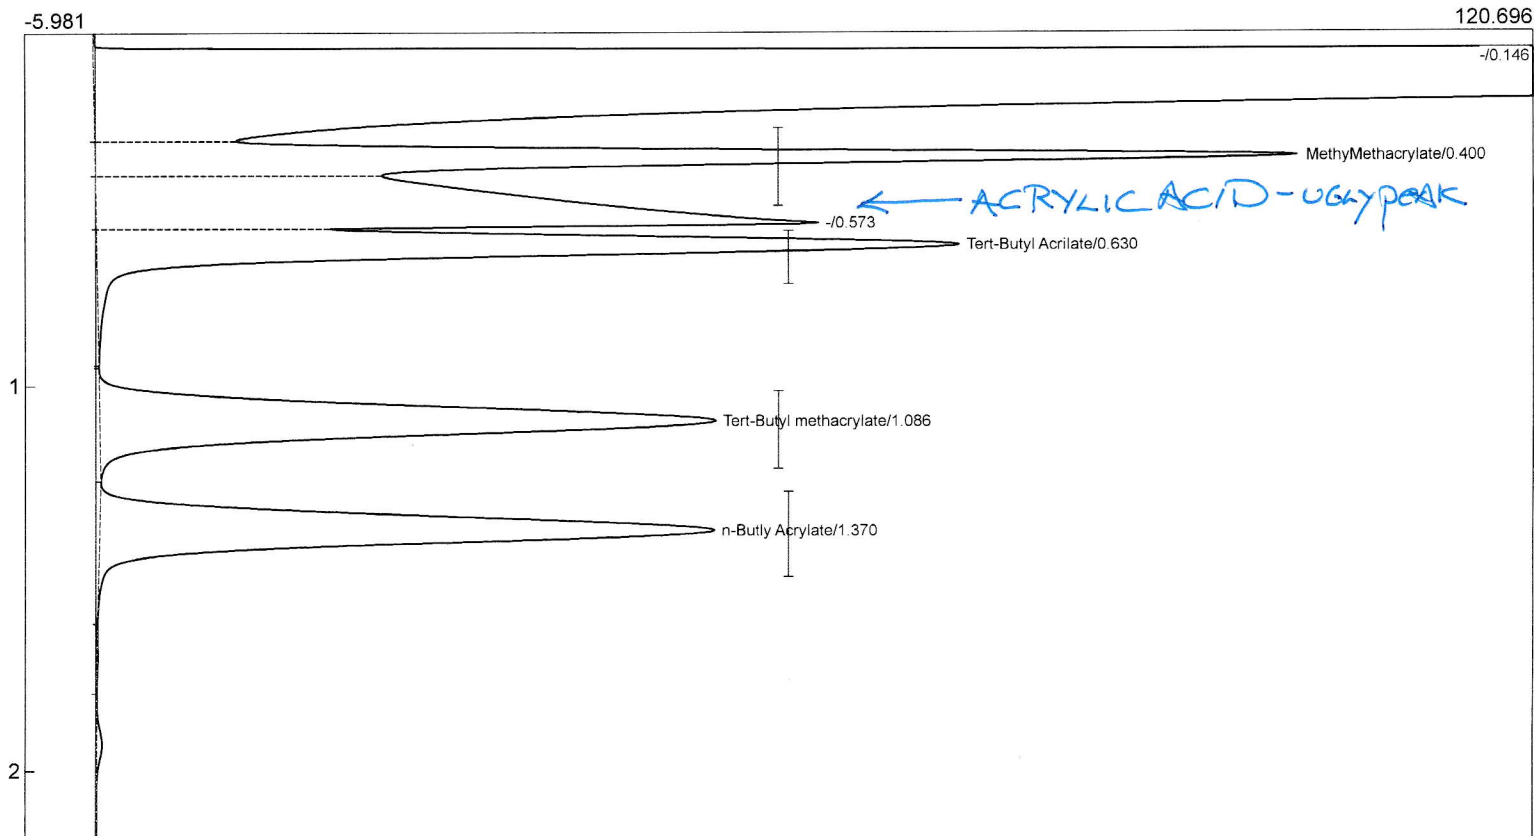 -5.981
120.696
-/0.146
MethyMethacrylate/0.400
ACRYLIC ACID - UGLY PEAK
-/0.573
Tert-Butyl Acrilate/0.630
1
Tert-Butyl methacrylate/1.086
n-Butly Acrylate/1.370
2